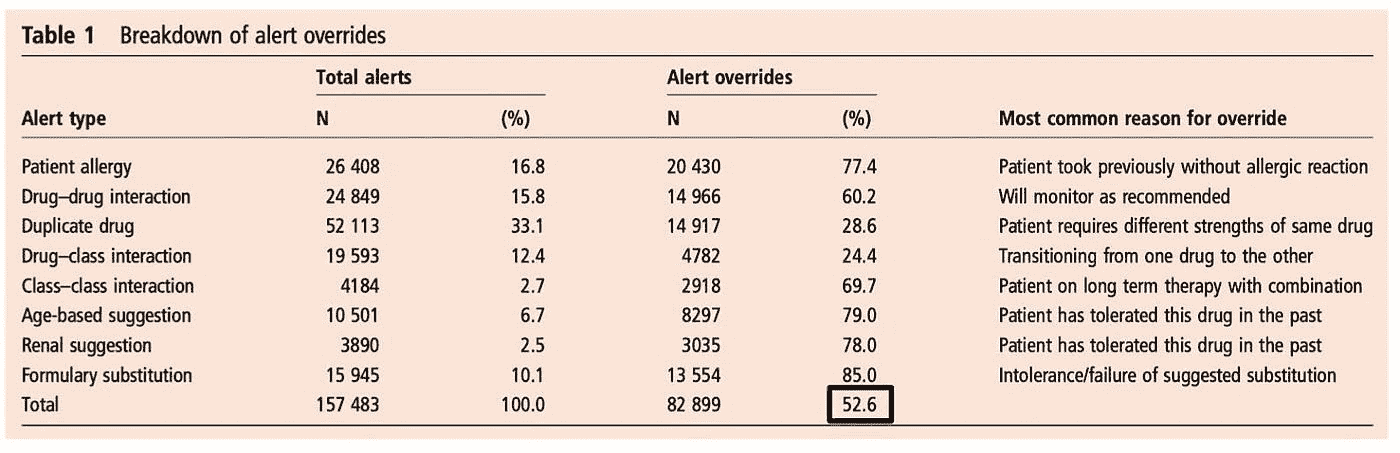 Table 1 Breakdown of alert overrides
Total alerts Alert overrides
Alert type N (%) N (%) Most common reason for override
Patient allergy 26 408 16.8 20 430 77.4 Patient took previously without allergic reaction
Drug–drug interaction 24 849 15.8 14 966 60.2 Will monitor as recommended
Duplicate drug 52 113 33.1 14 917 28.6 Patient requires different strengths of same drug
Drug–class interaction 19 593 12.4 4782 24.4 Transitioning from one drug to the other
Class–class interaction 4184 2.7 2918 69.7 Patient on long term therapy with combination
Age-based suggestion 10 501 6.7 8297 79.0 Patient has tolerated this drug in the past
Renal suggestion 3890 2.5 3035 78.0 Patient has tolerated this drug in the past
Formulary substitution 15 945 10.1 13 554 85.0 Intolerance/failure of suggested substitution
Total 157 483 100.0 82 899 52.6